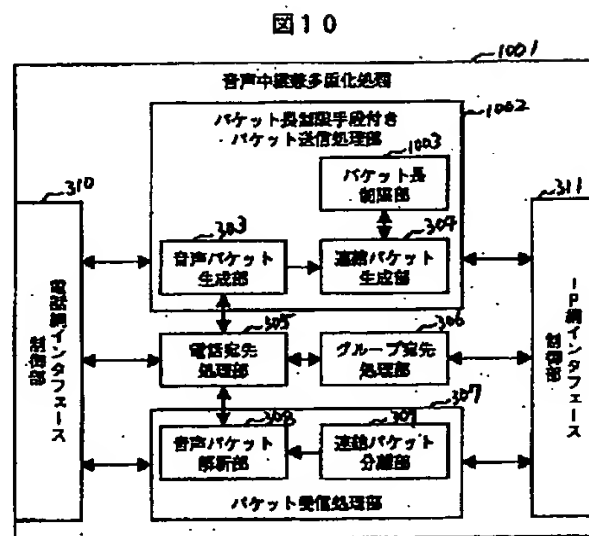 図10
1001
音声中継兼多重化処理
パケット長制限手段付き
パケット送信処理部
1002
1003
パケット長
制限部
310
311
303
304
音声パケット
生成部
連結パケット
生成部
電話網インタフェース
制御部
IP網インタフェース
制御部
305
306
電話宛先
処理部
グループ宛先
処理部
307
308
309
音声パケット
解析部
連結パケット
分離部
パケット受信処理部